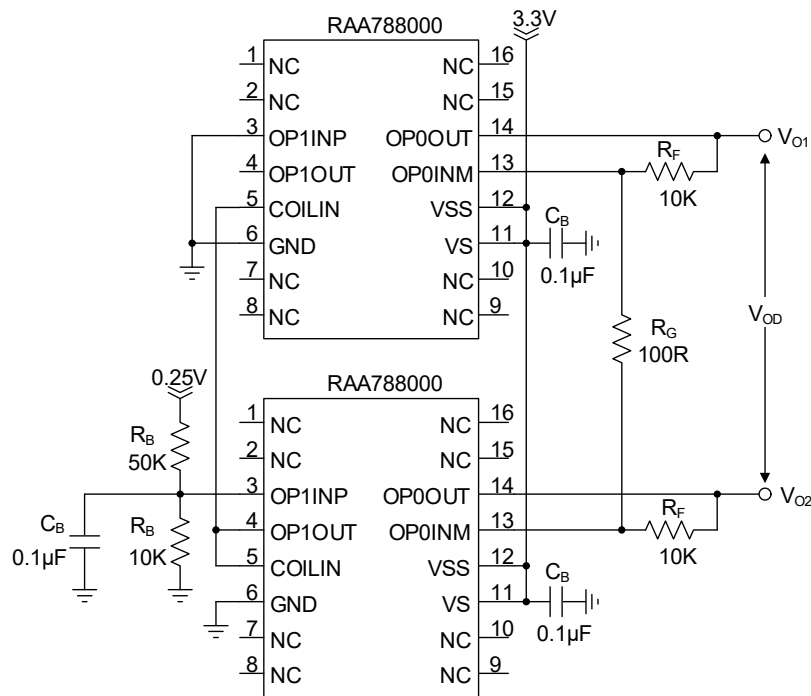 RAA788000
3.3V
1 NC
NC 16
2 NC
NC 15
3 OP1INP
OP0OUT 14
4 OP1OUT
OP0INM 13
5 COILIN
VSS 12
6 GND
VS 11
7 NC
NC 10
8 NC
NC 9
RF
10K
VO1
CB
0.1µF
RG
100R
VOD
RAA788000
0.25V
RB
50K
1 NC
NC 16
2 NC
NC 15
3 OP1INP
OP0OUT 14
4 OP1OUT
OP0INM 13
5 COILIN
VSS 12
6 GND
VS 11
7 NC
NC 10
8 NC
NC 9
CB
0.1µF
RB
10K
RF
10K
VO2
CB
0.1µF